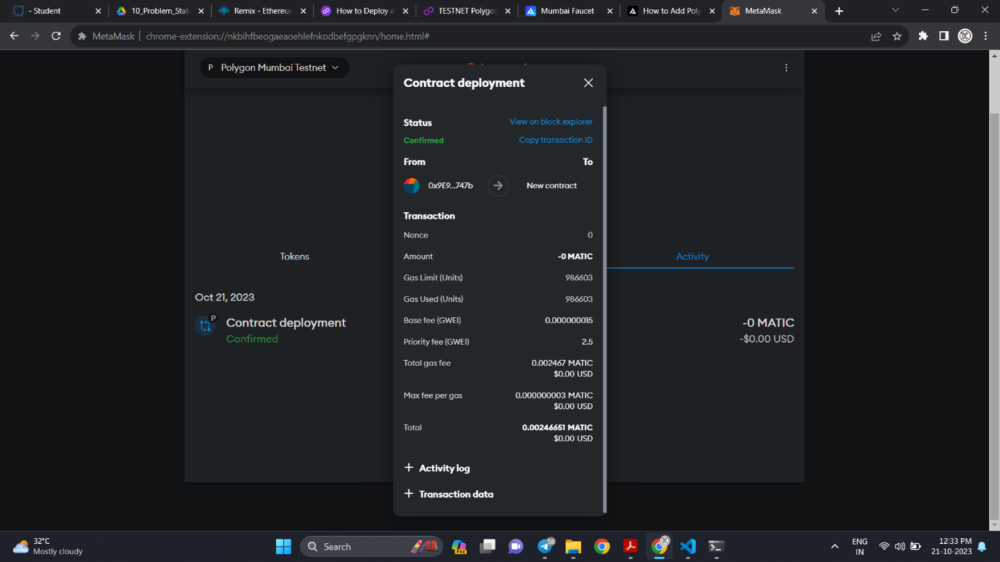 - Student
10_Problem_Stat
Remix - Ethereum
How to Deploy a
TESTNET Polygon
Mumbai Faucet
How to Add Poly
MetaMask
MetaMask | chrome-extension://nkbihfbeogaeaoehlefnkodbefgpgknn/home.html#
P Polygon Mumbai Testnet
Contract deployment
Status View on block explorer
Confirmed Copy transaction ID
From To
0x9E9...747b New contract
Transaction
Nonce 0
Amount -0 MATIC
Gas Limit (Units) 986603
Gas Used (Units) 986603
Base fee (GWEI) 0.000000015
Priority fee (GWEI) 2.5
Total gas fee 0.002467 MATIC
$0.00 USD
Max fee per gas 0.000000003 MATIC
$0.00 USD
Total 0.00246651 MATIC
$0.00 USD
+ Activity log
+ Transaction data
Tokens
Activity
Oct 21, 2023
P
Contract deployment
Confirmed
-0 MATIC
-$0.00 USD
32°C
Mostly cloudy
Search
PRE
58
ENG
IN
12:33 PM
21-10-2023